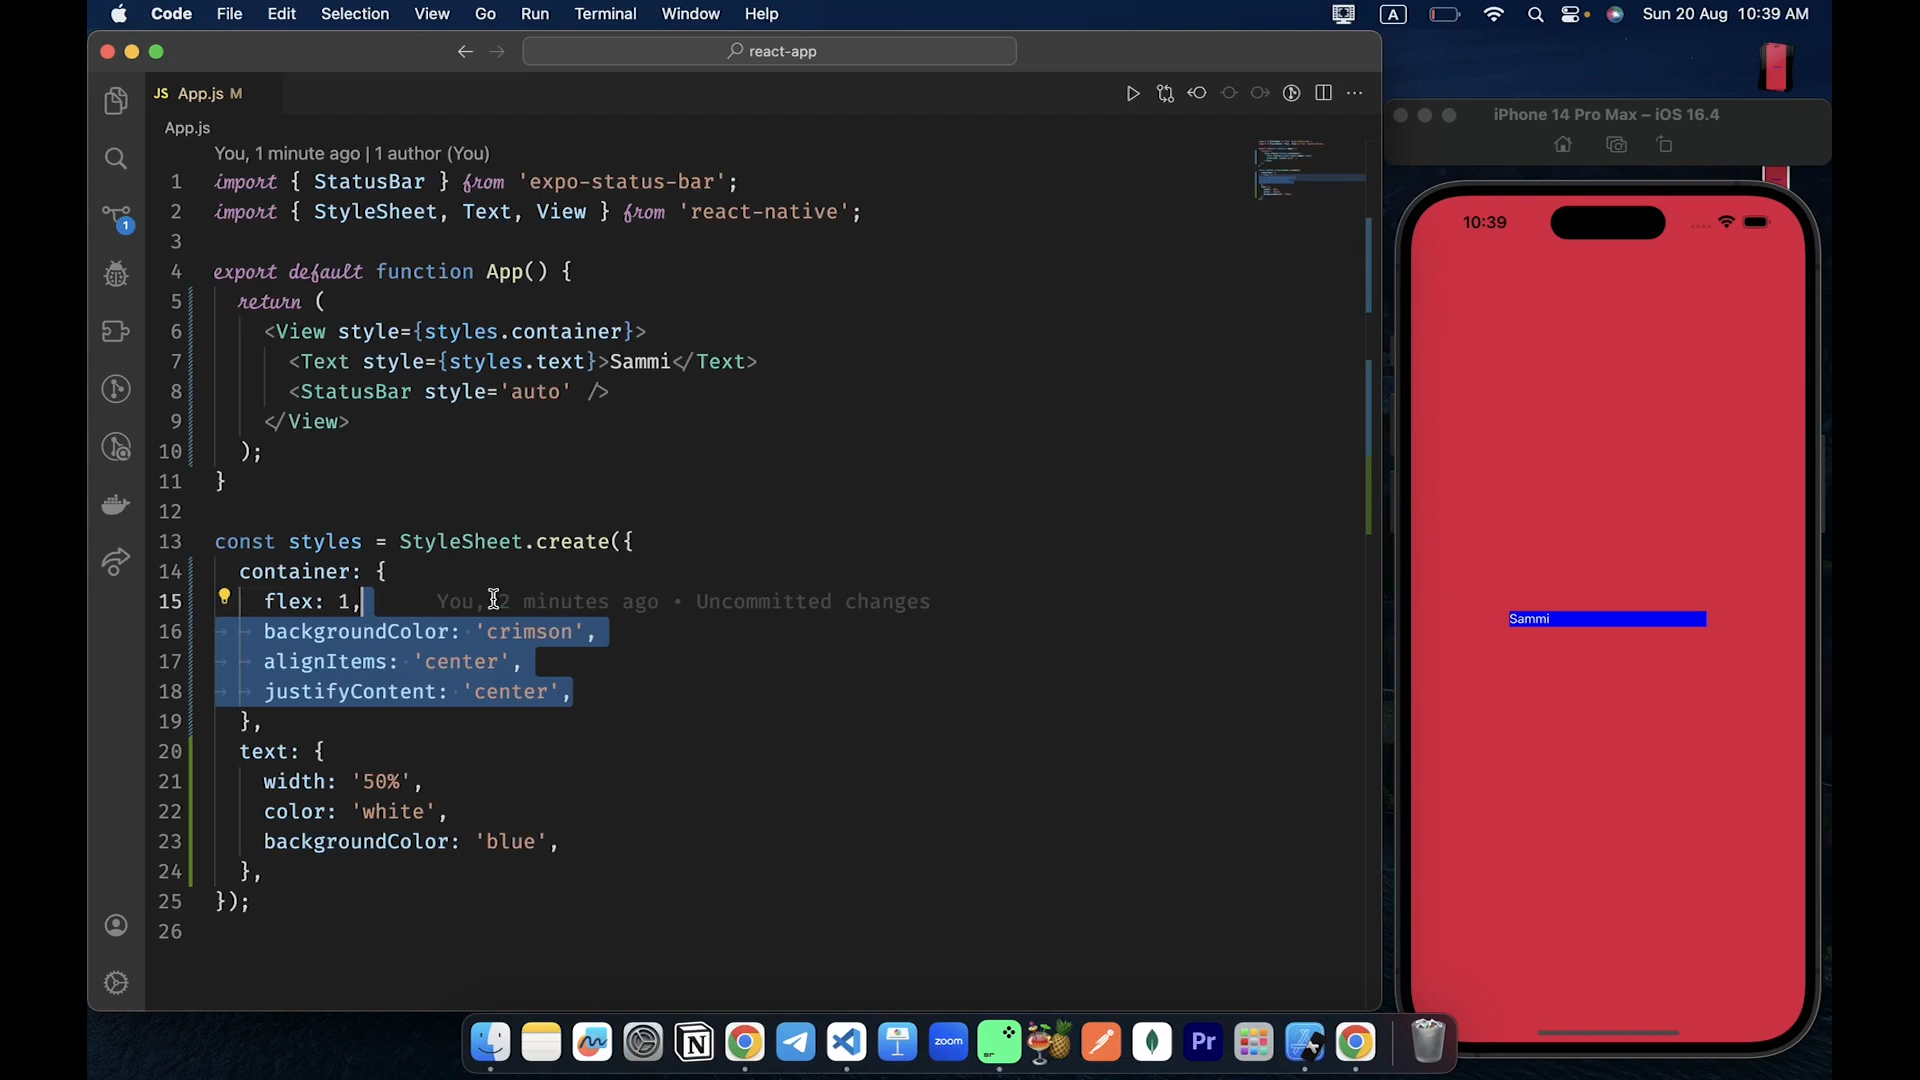 Code File Edit Selection View Go Run Terminal Window Help
A
Sun 20 Aug 10:39 AM
react-app
JS App.js M
App.js
You, 1 minute ago | 1 author (You)
1 import { StatusBar } from 'expo-status-bar';
2 import { StyleSheet, Text, View } from 'react-native';
3
4 export default function App() {
5 return (
6 <View style={styles.container}>
7 <Text style={styles.text}>Sammi</Text>
8 <StatusBar style='auto' />
9 </View>
10 );
11 }
12
13 const styles = StyleSheet.create({
14 container: {
15 flex: 1, You, 2 minutes ago • Uncommitted changes
16 backgroundColor: 'crimson',
17 alignItems: 'center',
18 justifyContent: 'center',
19 },
20 text: {
21 width: '50%',
22 color: 'white',
23 backgroundColor: 'blue',
24 },
25 });
26
1
iPhone 14 Pro Max – iOS 16.4
10:39
Sammi
N
zoom
sr
Pr